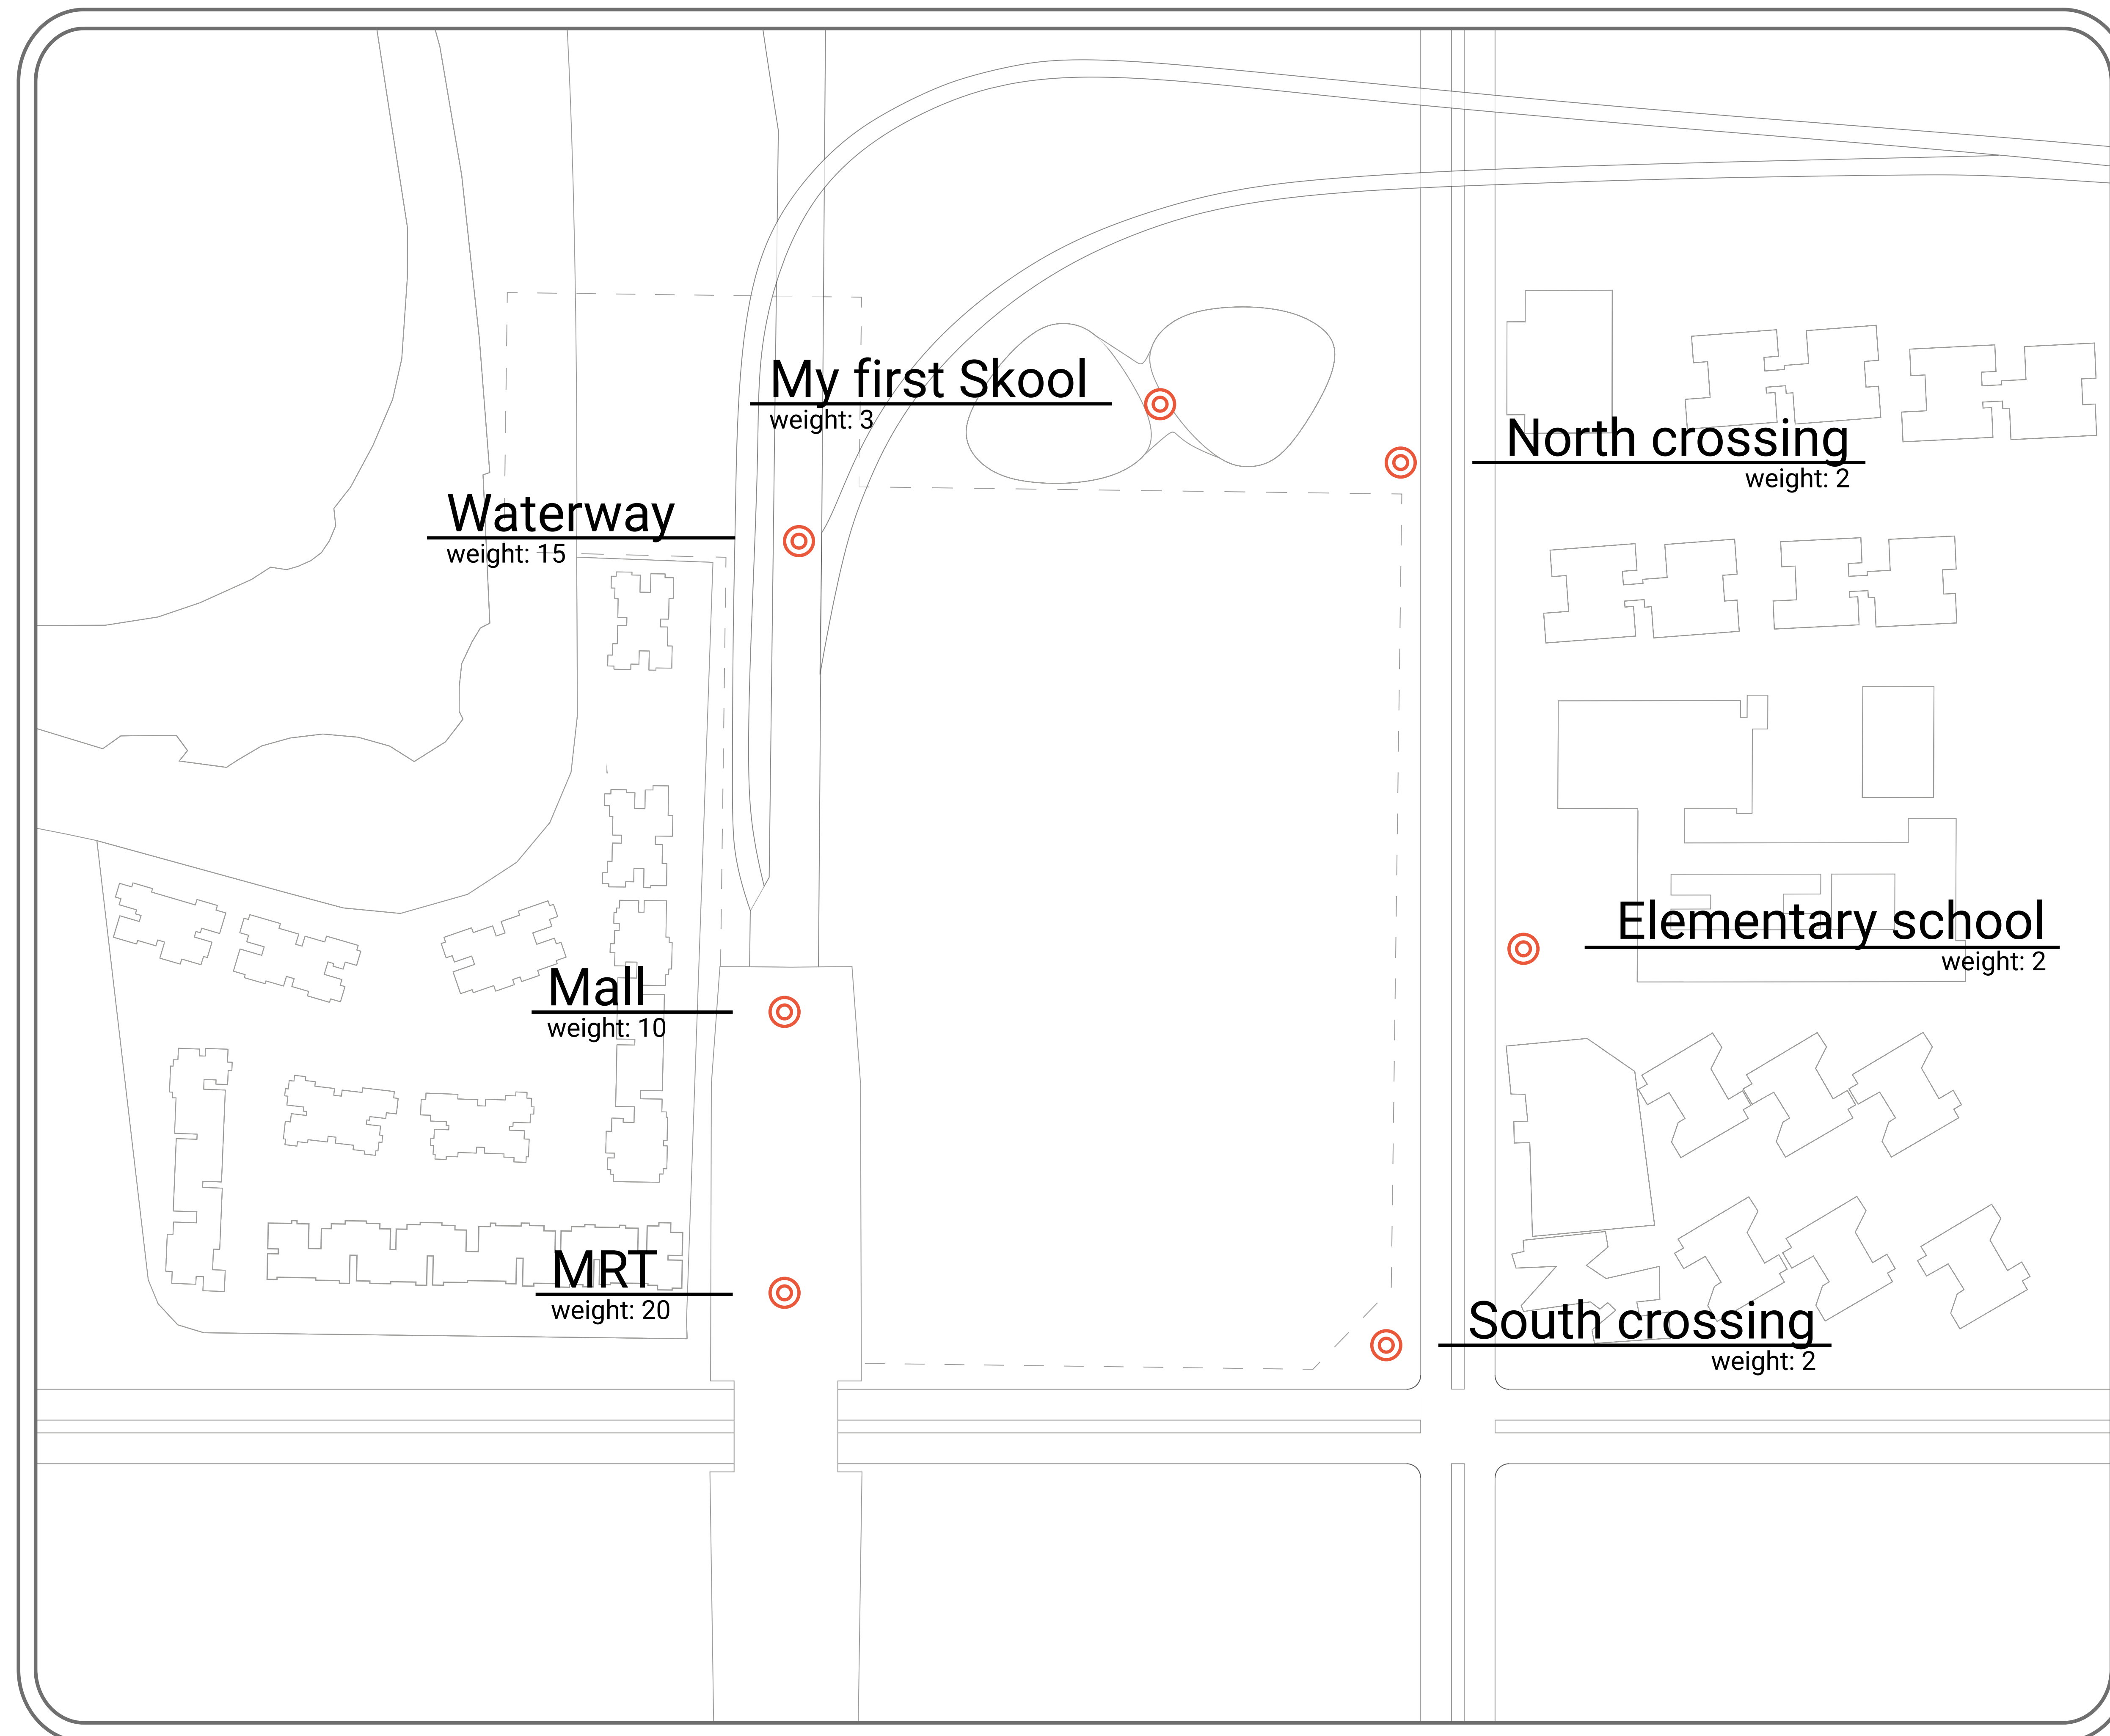 My first Skool
weight: 3
North crossing
weight: 2
Waterway
weight: 15
Elementary school
weight: 2
Mall
weight: 10
MRT
weight: 20
South crossing
weight: 2